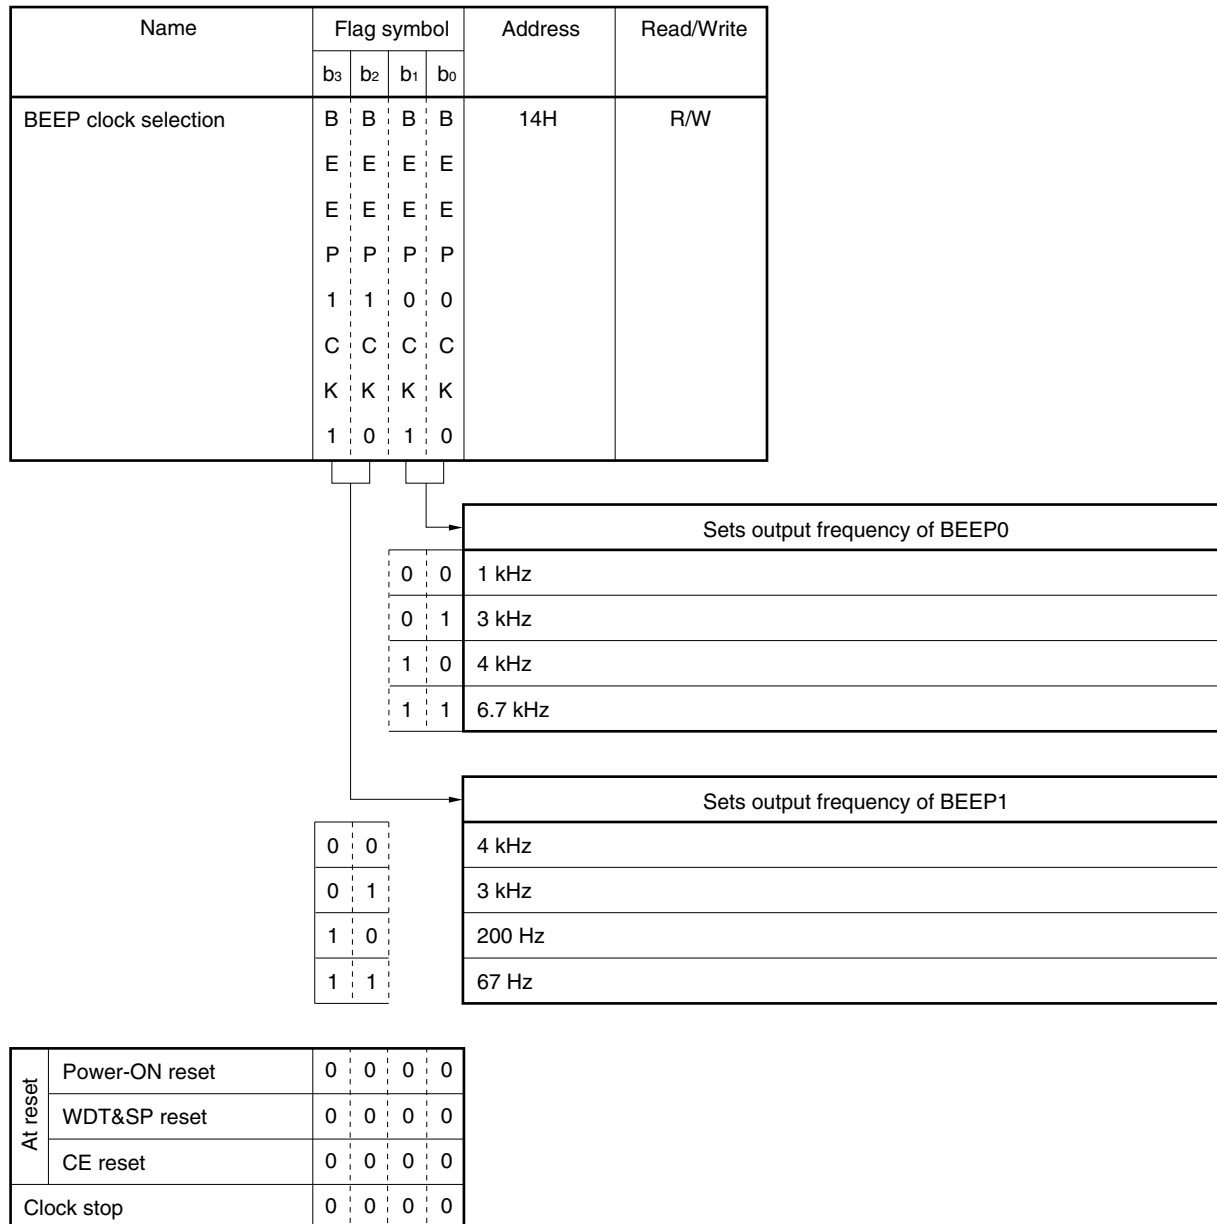 Name Flag symbol Address Read/Write
b3 b2 b1 b0
BEEP clock selection B B B B 14H R/W
E E E E
E E E E
P P P P
1 1 0 0
C C C C
K K K K
1 0 1 0
Sets output frequency of BEEP0
0 0 1 kHz
0 1 3 kHz
1 0 4 kHz
1 1 6.7 kHz
Sets output frequency of BEEP1
0 0 4 kHz
0 1 3 kHz
1 0 200 Hz
1 1 67 Hz
At reset
Power-ON reset 0 0 0 0
WDT&SP reset 0 0 0 0
CE reset 0 0 0 0
Clock stop 0 0 0 0